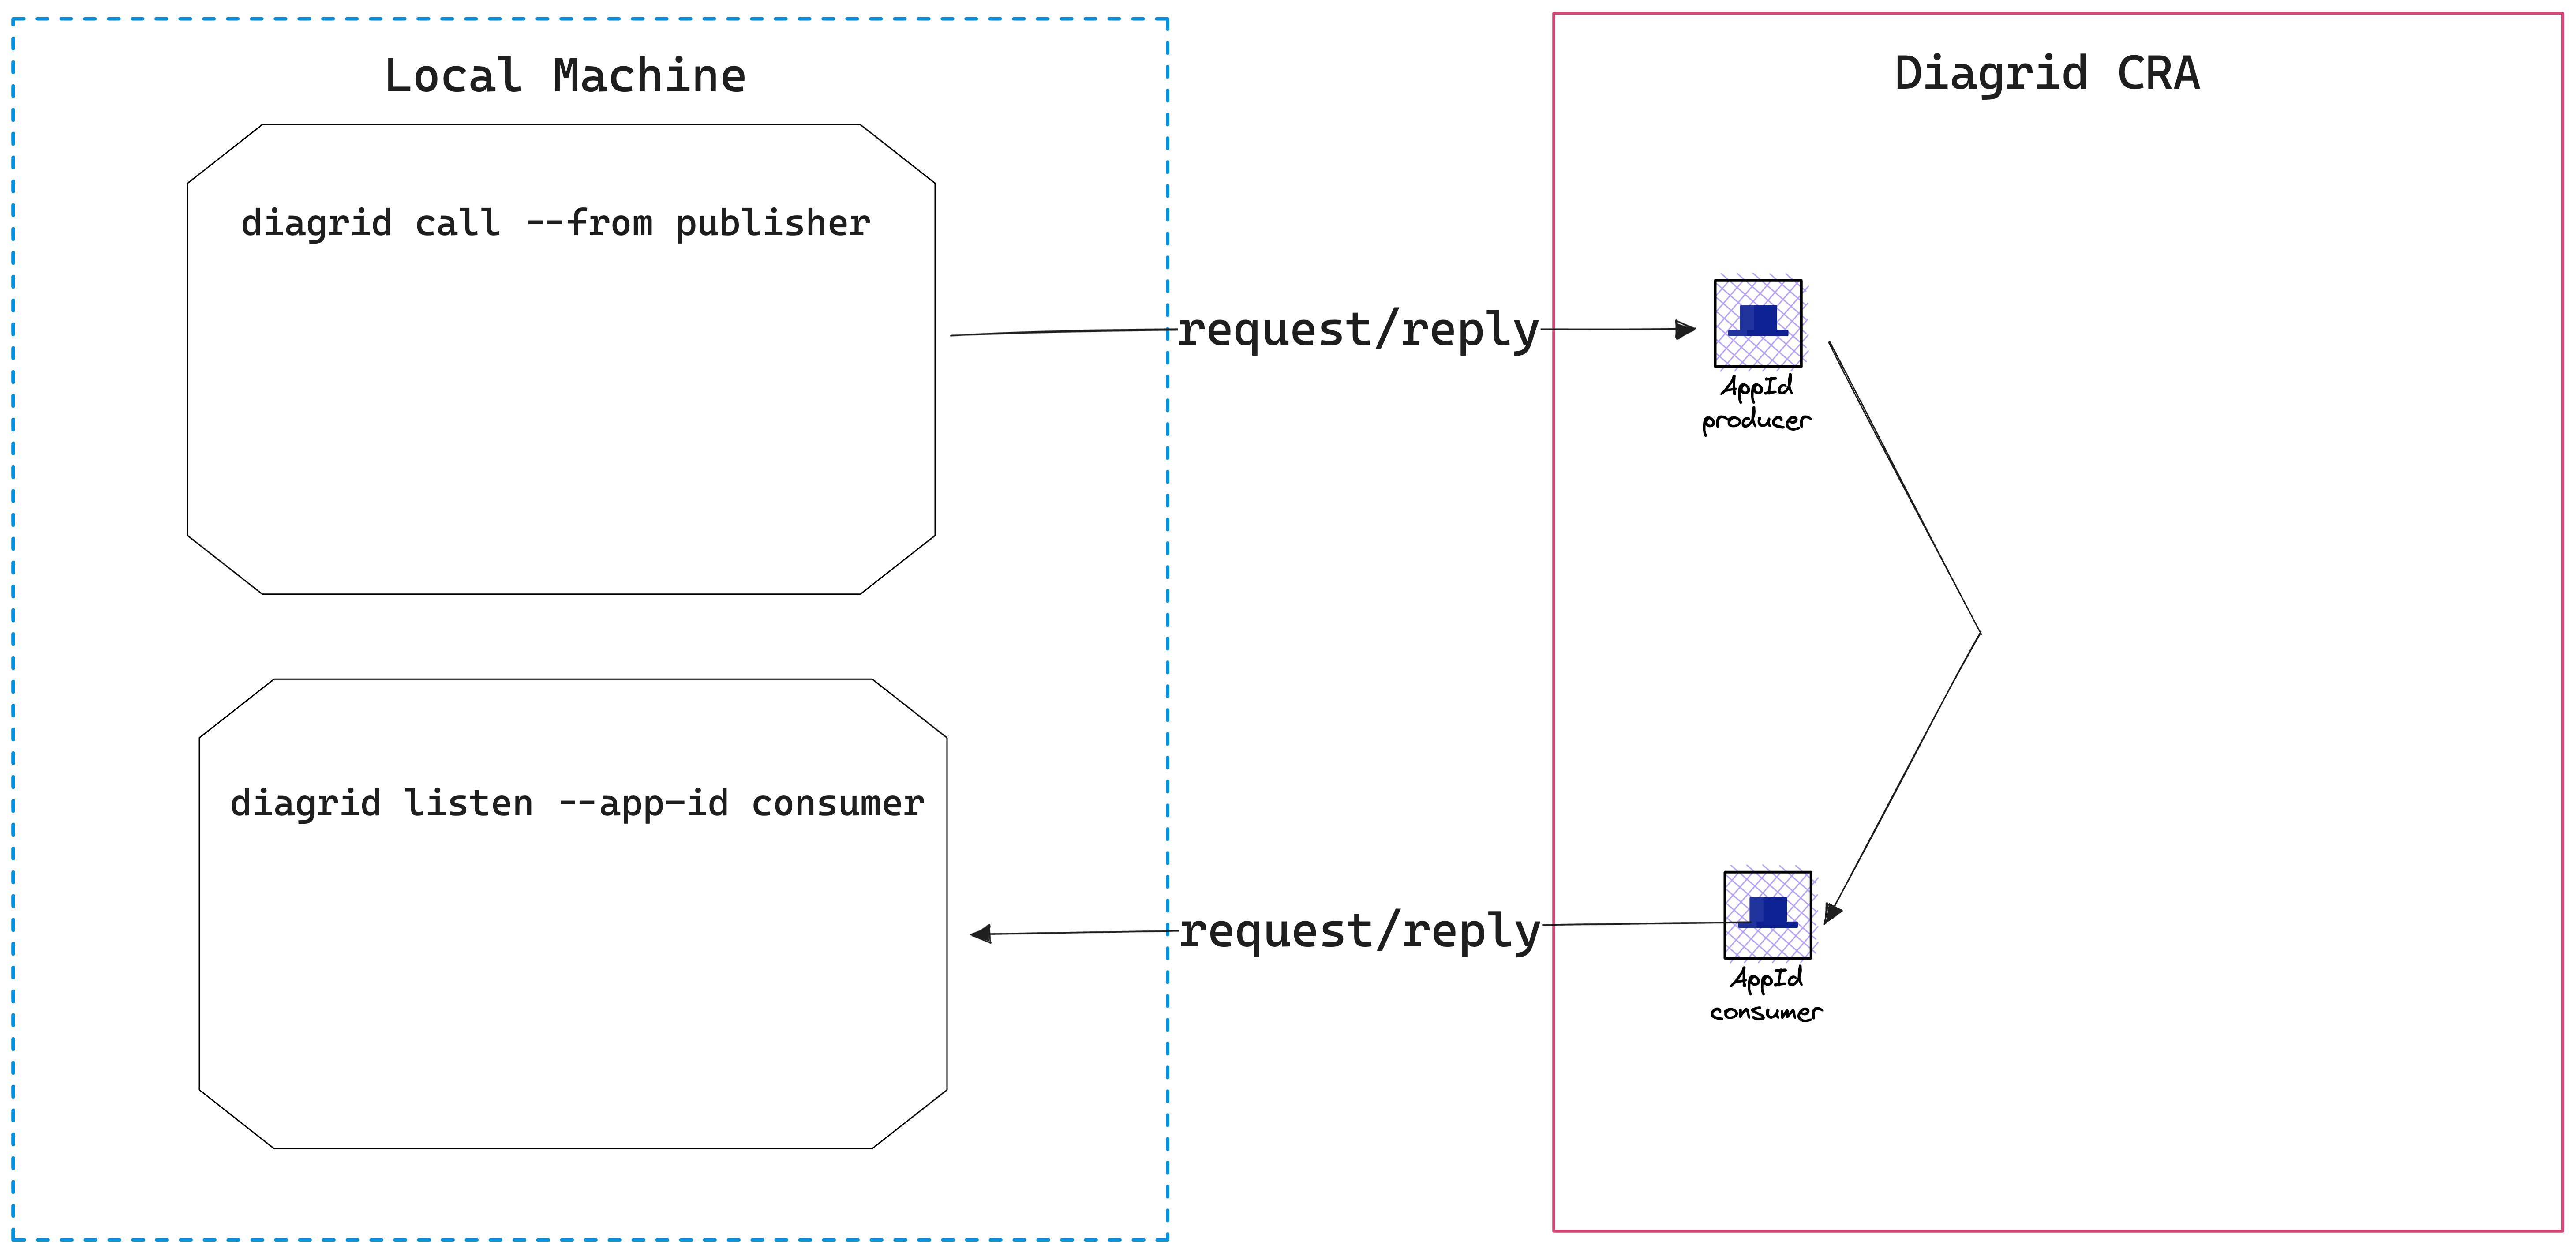 Local Machine
diagrid call --from publisher
request/reply
diagrid listen --app-id consumer
request/reply
Diagrid CRA
AppId
producer
AppId
consumer